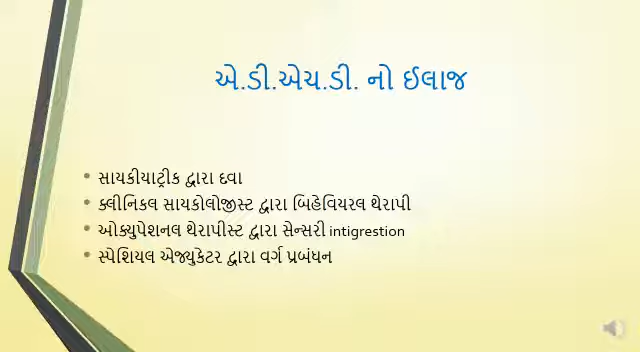 એ.ડી.એચ.ડી. નો ઈલાજ
સાયકીયાટ્રીક દ્વારા દવા
ક્લીનિકલ સાયકોલોજીસ્ટ દ્વારા બિહેવિયરલ થેરાપી
ઓક્યુપેશનલ થેરાપીસ્ટ દ્વારા સેન્સરી intigrestion
સ્પેશિયલ એજ્યુકેટર દ્વારા વર્ગ પ્રબંધન